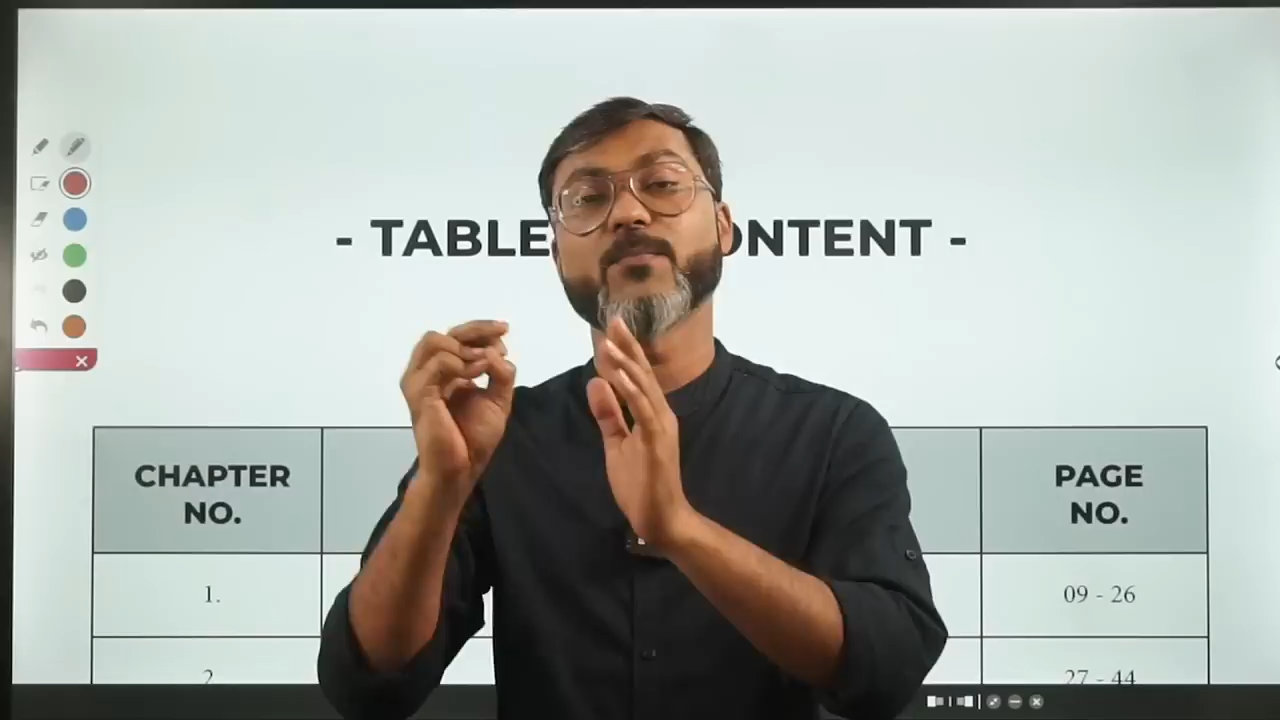 - TABLE ONTENT -
CHAPTER
NO.
PAGE
NO.
1.
09 - 26
2
27 - 44